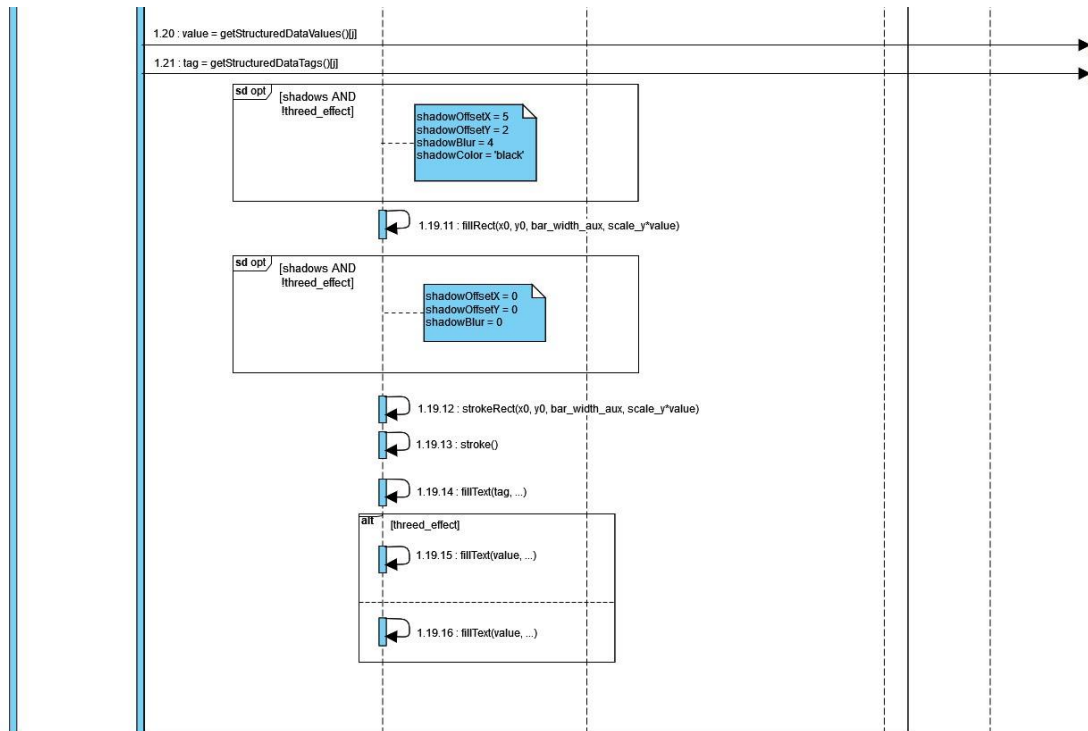 1.20 : value = getStructuredDataValues()[j]
1.21 : tag = getStructuredDataTags()[j]
sd opt
[shadows AND
!threed_effect]
shadowOffsetX = 5
shadowOffsetY = 2
shadowBlur = 4
shadowColor = 'black'
1.19.11 : fillRect(x0, y0, bar_width_aux, scale_y*value)
sd opt
[shadows AND
!threed_effect]
shadowOffsetX = 0
shadowOffsetY = 0
shadowBlur = 0
1.19.12 : strokeRect(x0, y0, bar_width_aux, scale_y*value)
1.19.13 : stroke()
1.19.14 : fillText(tag, ...)
alt
[threed_effect]
1.19.15 : fillText(value, ...)
1.19.16 : fillText(value, ...)